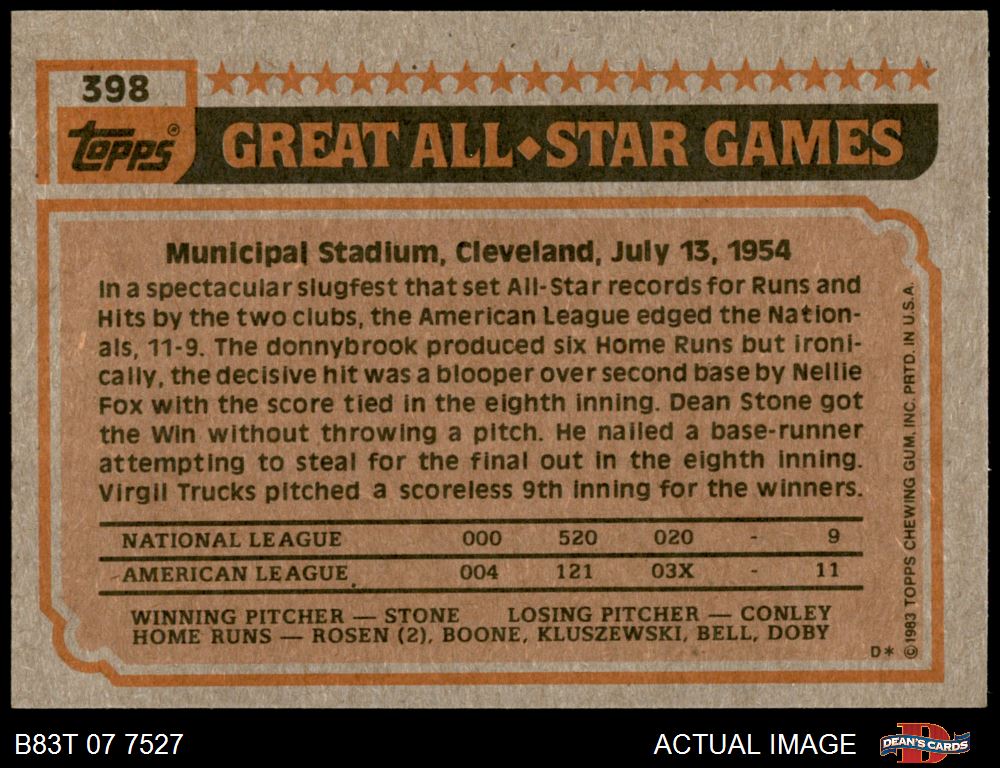 398
topps®
GREAT ALL⬥STAR GAMES
Municipal Stadium, Cleveland, July 13, 1954
In a spectacular slugfest that set All-Star records for Runs and
Hits by the two clubs, the American League edged the Nation-
als, 11-9. The donnybrook produced six Home Runs but ironi-
cally, the decisive hit was a blooper over second base by Nellie
Fox with the score tied in the eighth inning. Dean Stone got
the Win without throwing a pitch. He nailed a base-runner
attempting to steal for the final out in the eighth inning.
Virgil Trucks pitched a scoreless 9th inning for the winners.
NATIONAL LEAGUE 000 520 020 - 9
AMERICAN LEAGUE 004 121 03X - 11
WINNING PITCHER — STONE LOSING PITCHER — CONLEY
HOME RUNS — ROSEN (2), BOONE, KLUSZEWSKI, BELL, DOBY
D*
©1983 TOPPS CHEWING GUM, INC. PRTD. IN U.S.A.
B83T 07 7527
ACTUAL IMAGE
DEAN'S CARDS